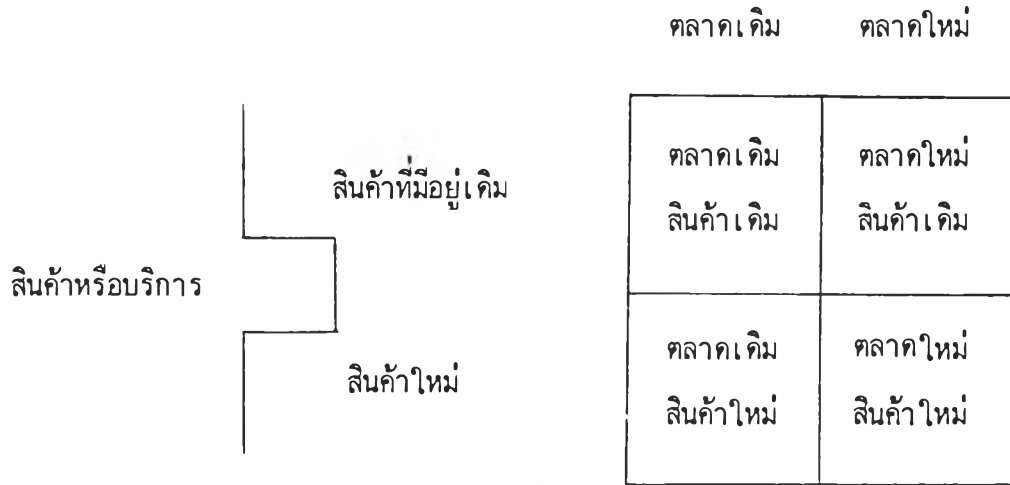 ตลาดเดิม ตลาดใหม่
สินค้าที่มีอยู่เดิม
สินค้าหรือบริการ
สินค้าใหม่
ตลาดเดิม ตลาดใหม่
สินค้าเดิม สินค้าเดิม
ตลาดเดิม ตลาดใหม่
สินค้าใหม่ สินค้าใหม่